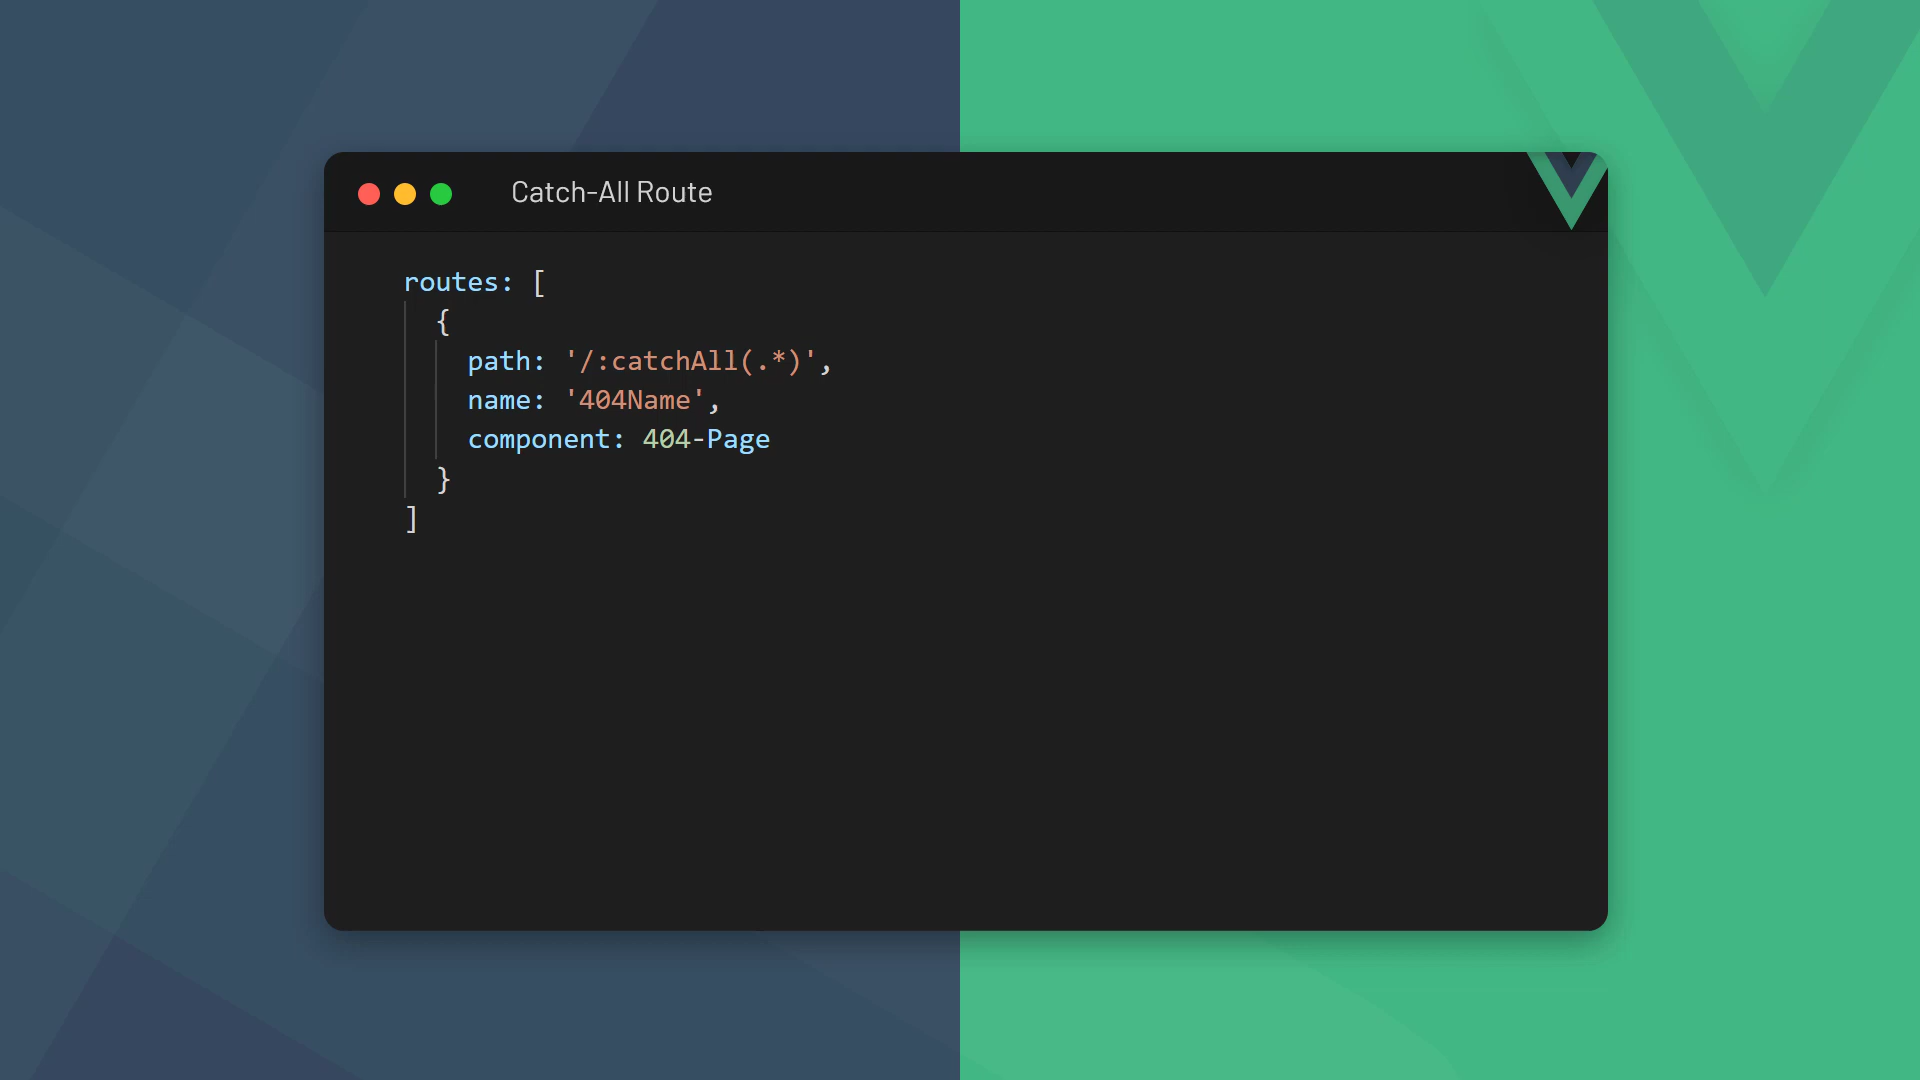 Catch-All Route
routes: [
{
path: '/:catchAll(.*)',
name: '404Name',
component: 404-Page
}
]